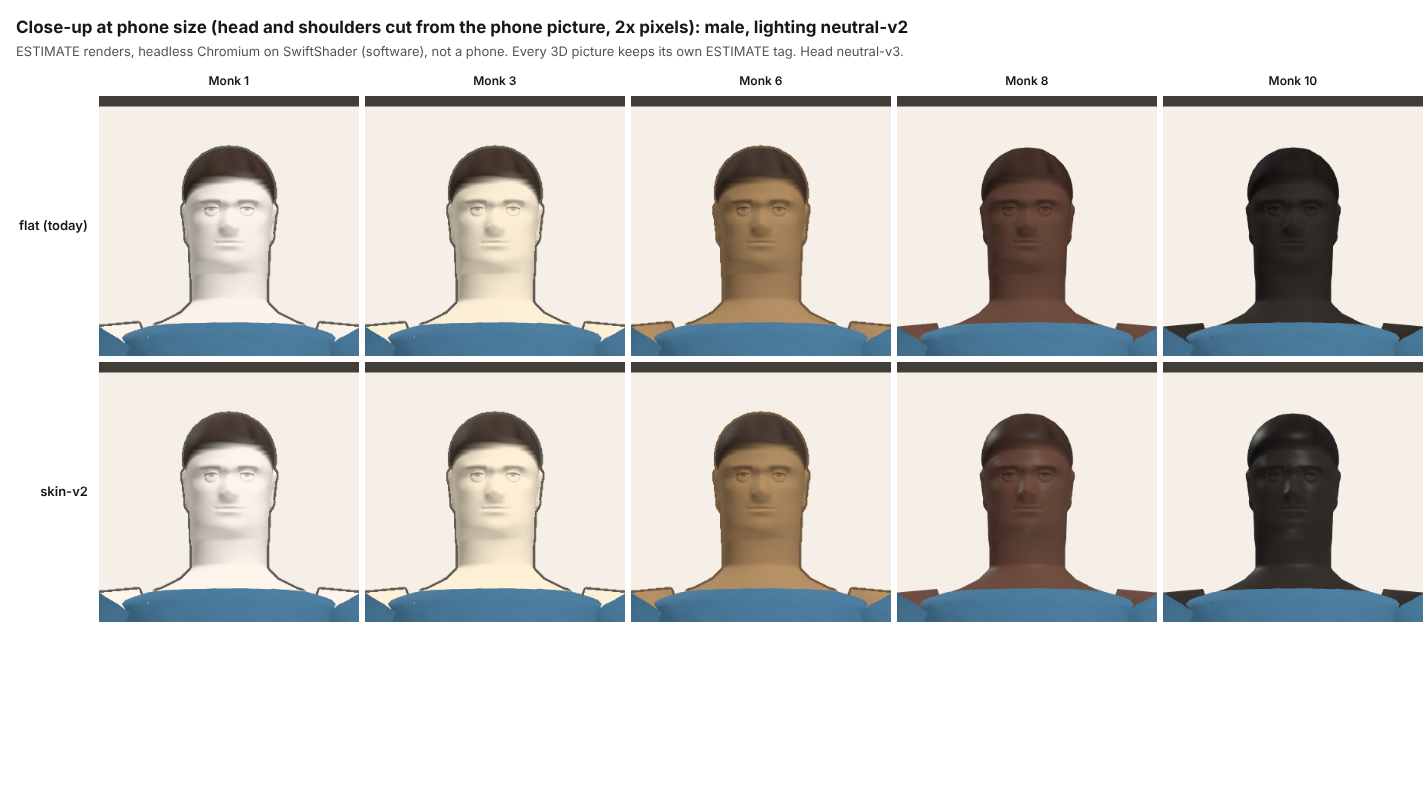 Close-up at phone size (head and shoulders cut from the phone picture, 2x pixels): male, lighting neutral-v2
ESTIMATE renders, headless Chromium on SwiftShader (software), not a phone. Every 3D picture keeps its own ESTIMATE tag. Head neutral-v3.
Monk 1 Monk 3 Monk 6 Monk 8 Monk 10
flat (today)
skin-v2